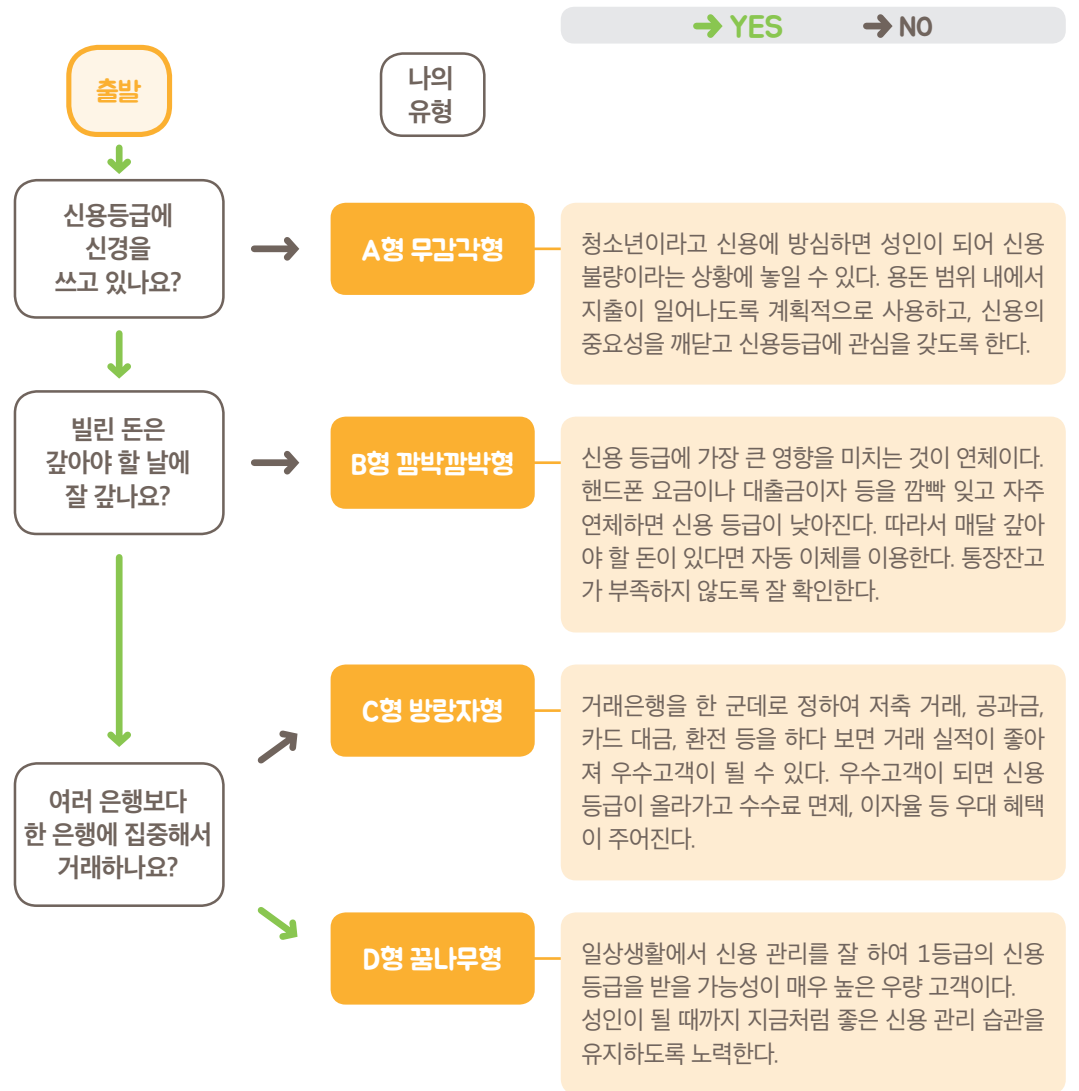 → YES → NO
출발
나의
유형
신용등급에
신경을
쓰고 있나요?
A형 무감각형
청소년이라고 신용에 방심하면 성인이 되어 신용
불량이라는 상황에 놓일 수 있다. 용돈 범위 내에서
지출이 일어나도록 계획적으로 사용하고, 신용의
중요성을 깨닫고 신용등급에 관심을 갖도록 한다.
빌린 돈은
갚아야 할 날에
잘 갚나요?
B형 깜박깜박형
신용 등급에 가장 큰 영향을 미치는 것이 연체이다.
핸드폰 요금이나 대출금이자 등을 깜빡 잊고 자주
연체하면 신용 등급이 낮아진다. 따라서 매달 갚아
야 할 돈이 있다면 자동 이체를 이용한다. 통장잔고
가 부족하지 않도록 잘 확인한다.
여러 은행보다
한 은행에 집중해서
거래하나요?
C형 방랑자형
거래은행을 한 군데로 정하여 저축 거래, 공과금,
카드 대금, 환전 등을 하다 보면 거래 실적이 좋아
져 우수고객이 될 수 있다. 우수고객이 되면 신용
등급이 올라가고 수수료 면제, 이자율 등 우대 혜택
이 주어진다.
D형 꿈나무형
일상생활에서 신용 관리를 잘 하여 1등급의 신용
등급을 받을 가능성이 매우 높은 우량 고객이다.
성인이 될 때까지 지금처럼 좋은 신용 관리 습관을
유지하도록 노력한다.